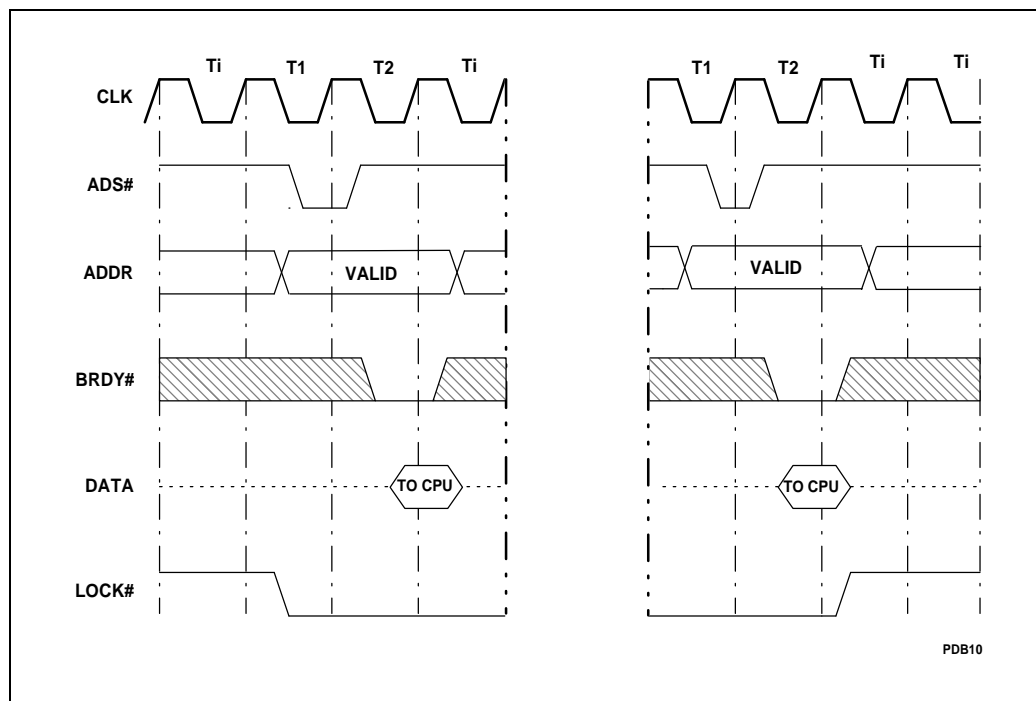 Ti T1 T2 Ti T1 T2 Ti Ti
CLK
ADS#
ADDR VALID VALID
BRDY#
DATA TO CPU TO CPU
LOCK#
PDB10